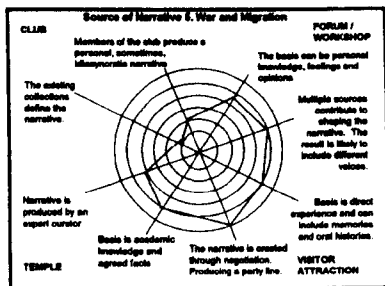 Source of Narrative 5. War and Migration
CLUB
FORUM /
WORKSHOP
Members of the club produce a
personal, sometimes,
idiosyncratic narrative
The basis can be personal
knowledge, feelings and
opinions
The existing
collections
define the
narrative.
Multiple sources
contribute to
shaping the
narrative. The
result is likely to
include different
voices.
Narrative is
produced by an
expert curator
Basis is direct
experience and can
include memories
and oral histories.
Basis is academic
knowledge and
agreed facts
The narrative is created
through negotiation.
Producing a party line.
TEMPLE
VISITOR
ATTRACTION